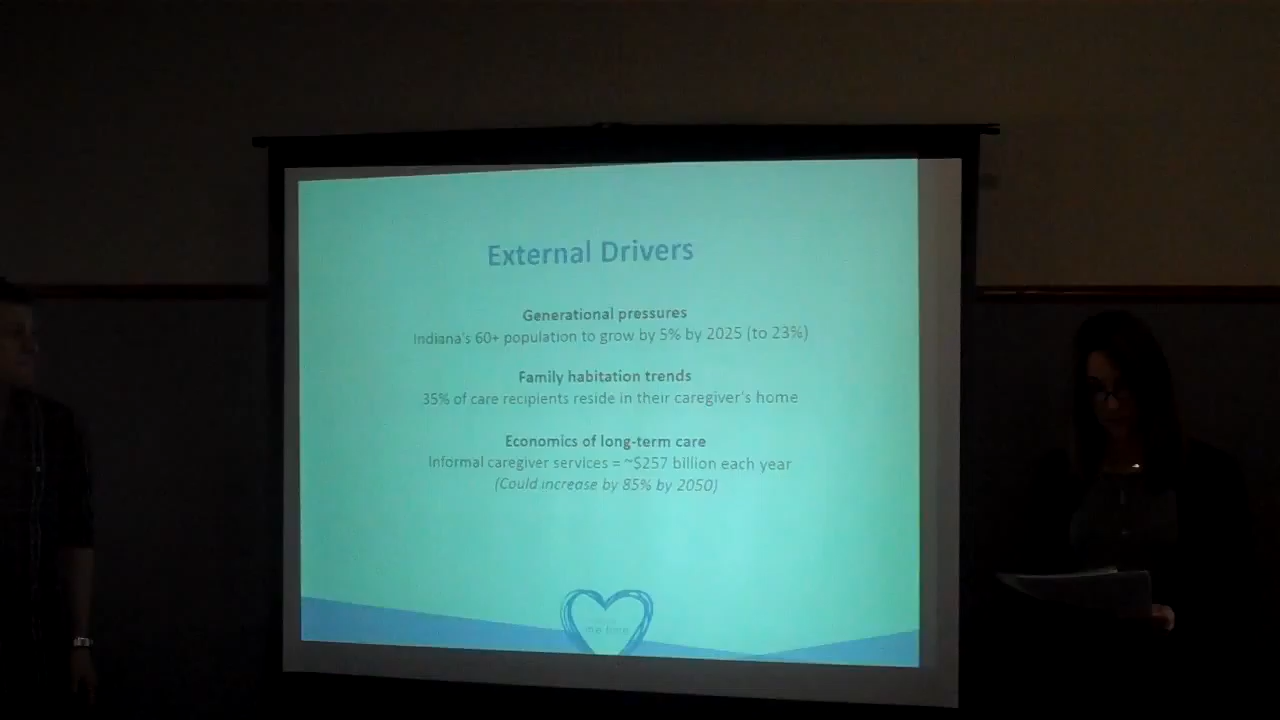 External Drivers
Generational pressures
Indiana's 60+ population to grow by 5% by 2025 (to 23%)
Family habitation trends
35% of care recipients reside in their caregiver's home
Economics of long-term care
Informal caregiver services = ~$257 billion each year
(Could increase by 85% by 2050)
me time